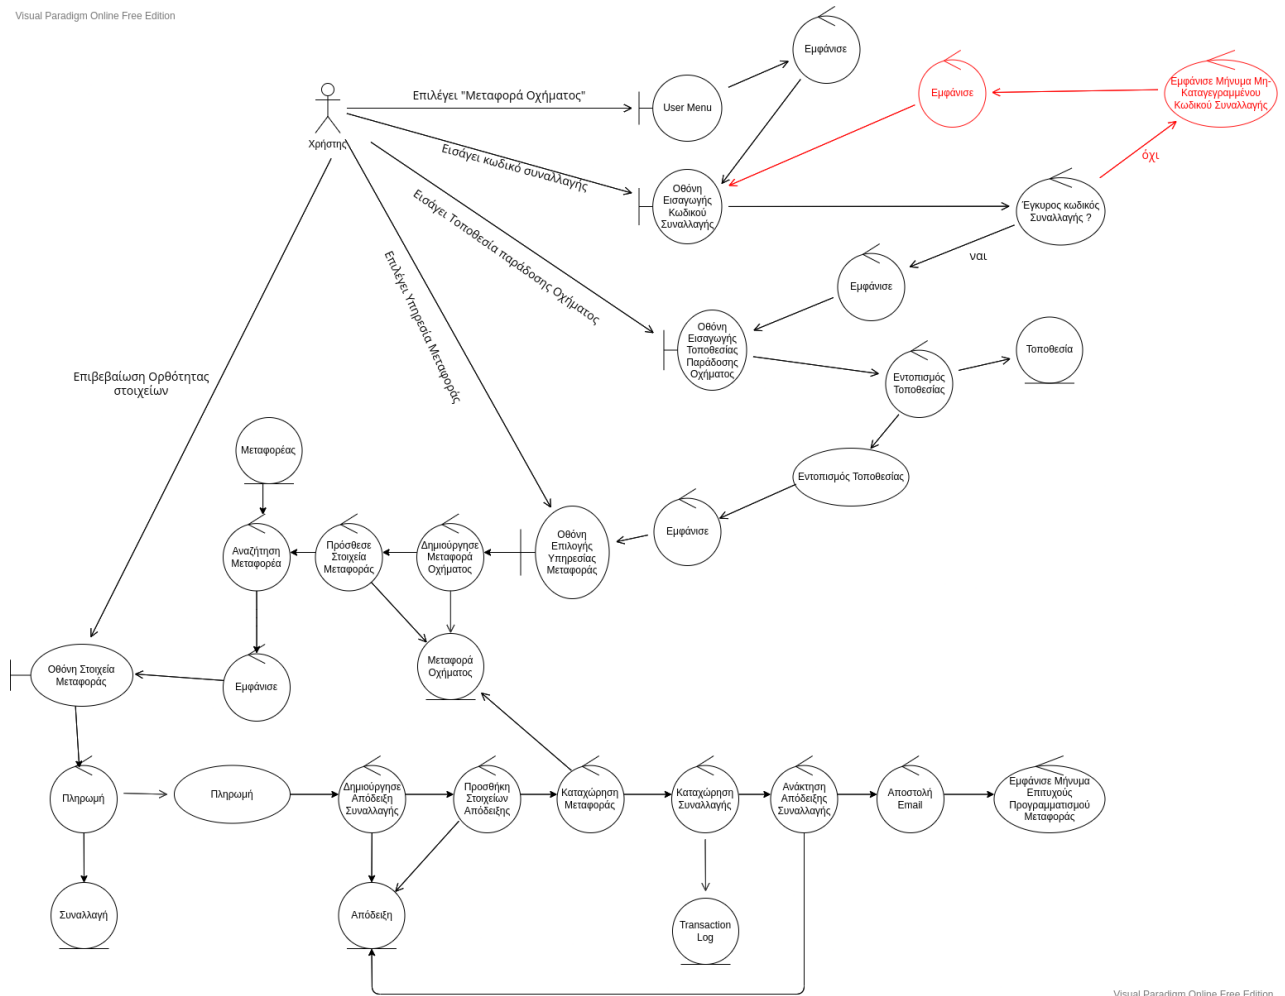 Visual Paradigm Online Free Edition
Εμφάνισε
Επιλέγει "Μεταφορά Οχήματος"
User Menu
Εμφάνισε
Εμφάνισε Μήνυμα Μη-
Καταγεγραμμένου
Κωδικού Συναλλαγής
Χρήστης
Εισάγει κωδικό συναλλαγής
όχι
Οθόνη
Εισαγωγής
Κωδικού
Συναλλαγής
Έγκυρος κωδικός
Συναλλαγής ?
Εισάγει Τοποθεσία παράδοσης Οχήματος
ναι
Εμφάνισε
Επιλέγει Υπηρεσία Μεταφοράς
Οθόνη
Εισαγωγής
Τοποθεσίας
Παράδοσης
Οχήματος
Τοποθεσία
Εντοπισμός
Τοποθεσίας
Επιβεβαίωση Ορθότητας
στοιχείων
Μεταφορέας
Εντοπισμός Τοποθεσίας
Εμφάνισε
Οθόνη
Επιλογής
Υπηρεσίας
Μεταφοράς
Δημιούργησε
Μεταφορά
Οχήματος
Πρόσθεσε
Στοιχεία
Μεταφοράς
Αναζήτηση
Μεταφορέα
Μεταφορά
Οχήματος
Οθόνη Στοιχεία
Μεταφοράς
Εμφάνισε
Πληρωμή
Πληρωμή
Δημιούργησε
Απόδειξη
Συναλλαγής
Προσθήκη
Στοιχείων
Απόδειξης
Καταχώρηση
Μεταφοράς
Καταχώρηση
Συναλλαγής
Ανάκτηση
Απόδειξης
Συναλλαγής
Αποστολή
Email
Εμφάνισε Μήνυμα
Επιτυχούς
Προγραμματισμού
Μεταφοράς
Συναλλαγή
Απόδειξη
Transaction
Log
Visual Paradigm Online Free Edition